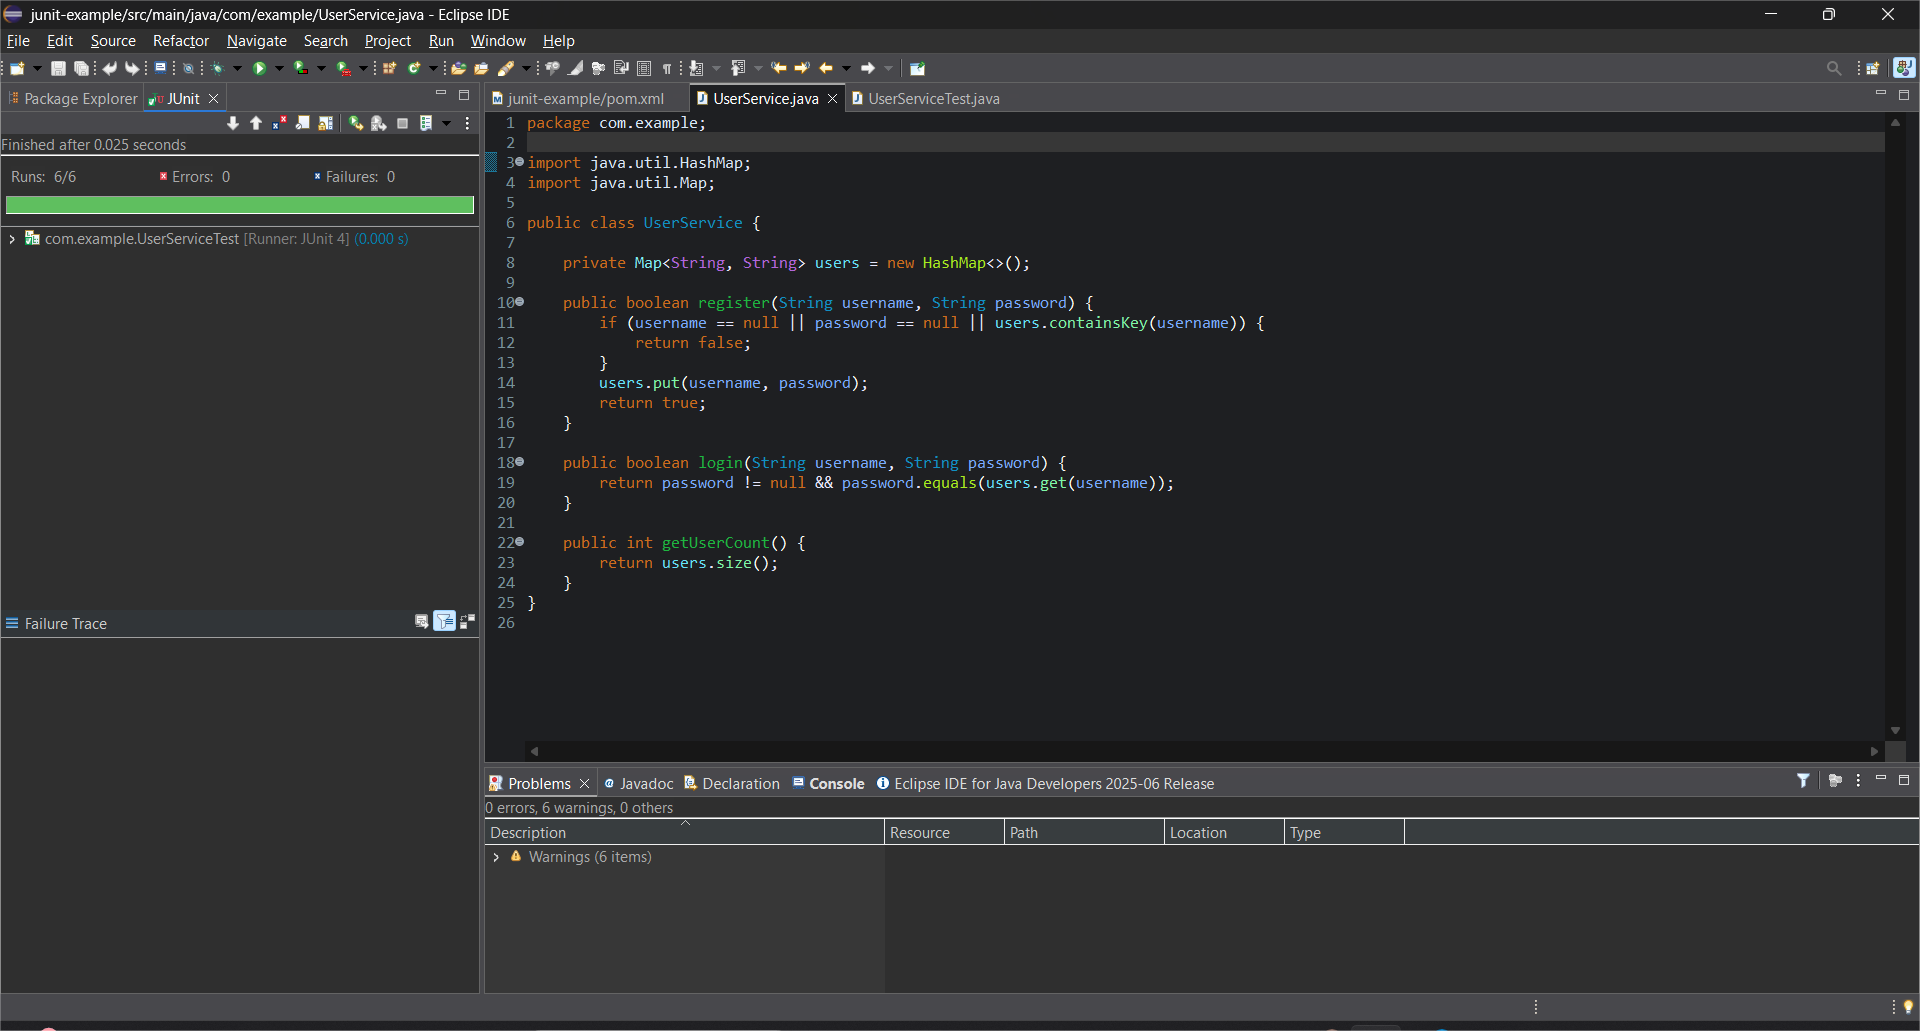 junit-example/src/main/java/com/example/UserService.java - Eclipse IDE
File Edit Source Refactor Navigate Search Project Run Window Help
Package Explorer JUnit
Finished after 0.025 seconds
Runs: 6/6 Errors: 0 Failures: 0
com.example.UserServiceTest [Runner: JUnit 4] (0.000 s)
Failure Trace
junit-example/pom.xml UserService.java UserServiceTest.java
1 package com.example;
2
3 import java.util.HashMap;
4 import java.util.Map;
5
6 public class UserService {
7
8     private Map<String, String> users = new HashMap<>();
9
10     public boolean register(String username, String password) {
11         if (username == null || password == null || users.containsKey(username)) {
12             return false;
13         }
14         users.put(username, password);
15         return true;
16     }
17
18     public boolean login(String username, String password) {
19         return password != null && password.equals(users.get(username));
20     }
21
22     public int getUserCount() {
23         return users.size();
24     }
25 }
26
Problems Javadoc Declaration Console Eclipse IDE for Java Developers 2025-06 Release
0 errors, 6 warnings, 0 others
Description Resource Path Location Type
Warnings (6 items)